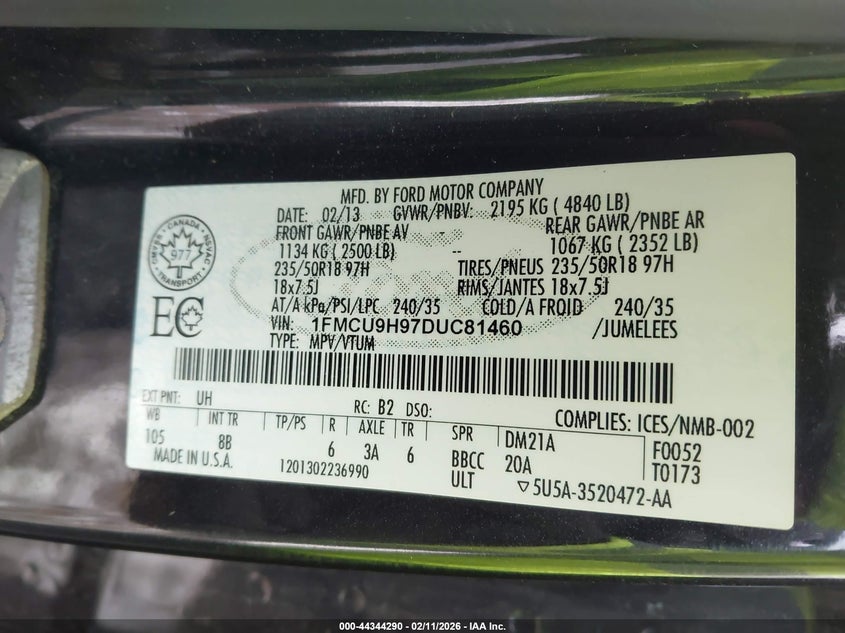 MFD. BY FORD MOTOR COMPANY
DATE: 02/13 GVWR/PNBV: 2195 KG ( 4840 LB)
FRONT GAWR/PNBE AV - REAR GAWR/PNBE AR
1134 KG ( 2500 LB) -- 1067 KG ( 2352 LB)
235/50R18 97H TIRES/PNEUS 235/50R18 97H
18x7.5J RIMS/JANTES 18x7.5J
AT/A kPa/PSI/LPC 240/35 COLD/A FROID 240/35
VIN: 1FMCU9H97DUC81460 /JUMELEES
TYPE: MPV/VTUM
CANADA
977
TRANSPORT
EC
EXT PNT: UH RC: B2 DSO: COMPLIES: ICES/NMB-002
WB INT TR TP/PS R AXLE TR SPR DM21A F0052
105 8B 6 3A 6 BBCC 20A T0173
MADE IN U.S.A. 1201302236990 ULT ▽5U5A-3520472-AA
000-44344290 - 02/11/2026 - IAA Inc.